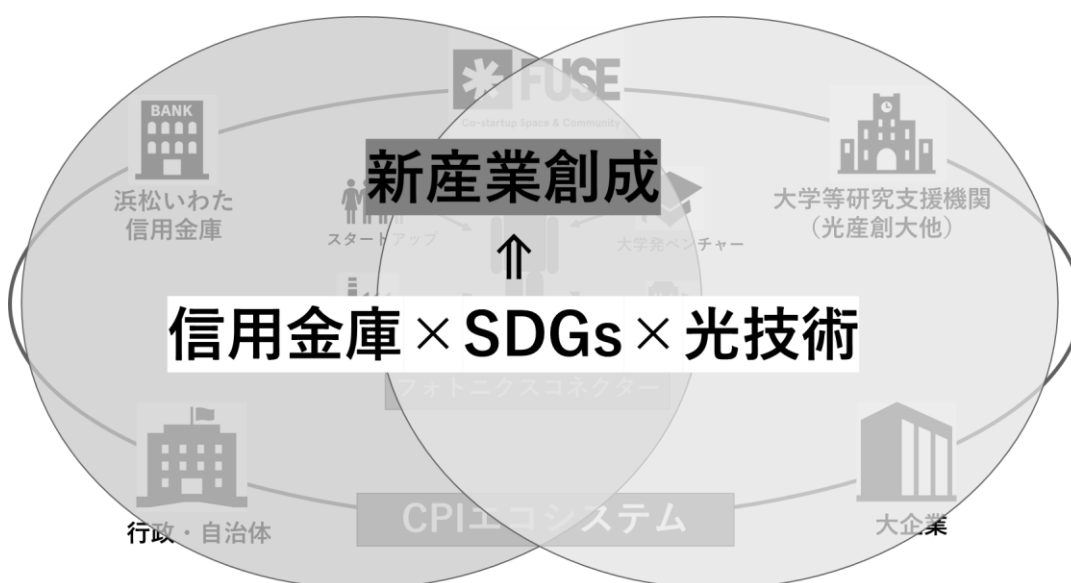 FUSE
Co-startup Space & Community
BANK
新産業創成
浜松いわた
信用金庫
大学等研究支援機関
(光産創大他)
スタートアップ
大学発ベンチャー
⇑
信用金庫×SDGs×光技術
フォトニクスコネクター
CPIエコシステム
行政・自治体
大企業